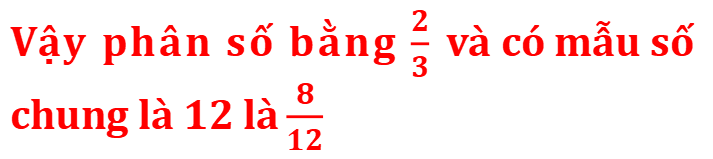 Vậy phân số bằng 2/3 và có mẫu số
chung là 12 là 8/12